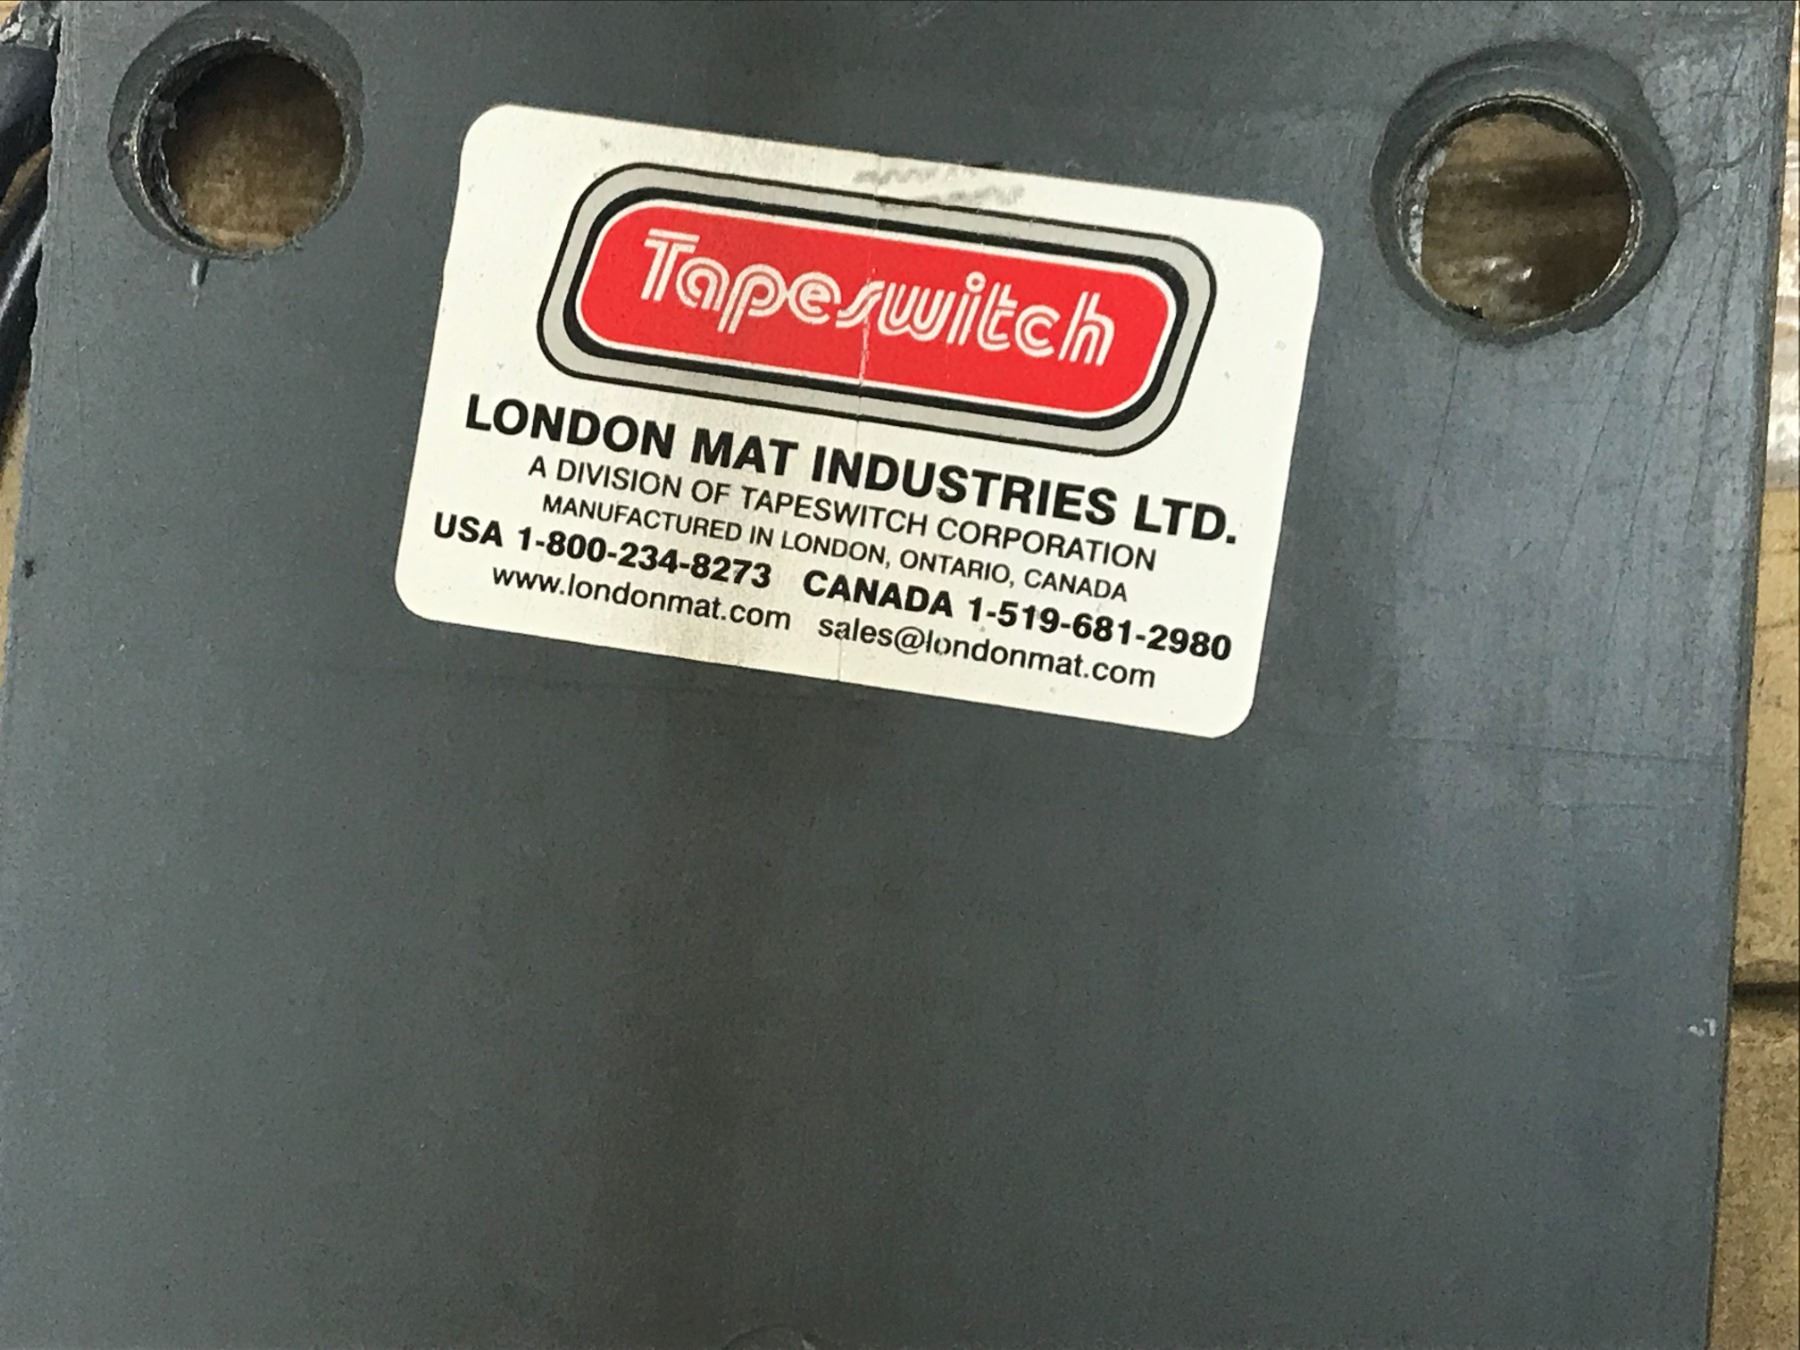 Tapeswitch
LONDON MAT INDUSTRIES LTD.
A DIVISION OF TAPESWITCH CORPORATION
MANUFACTURED IN LONDON, ONTARIO, CANADA
USA 1-800-234-8273 CANADA 1-519-681-2980
www.londonmat.com sales@londonmat.com